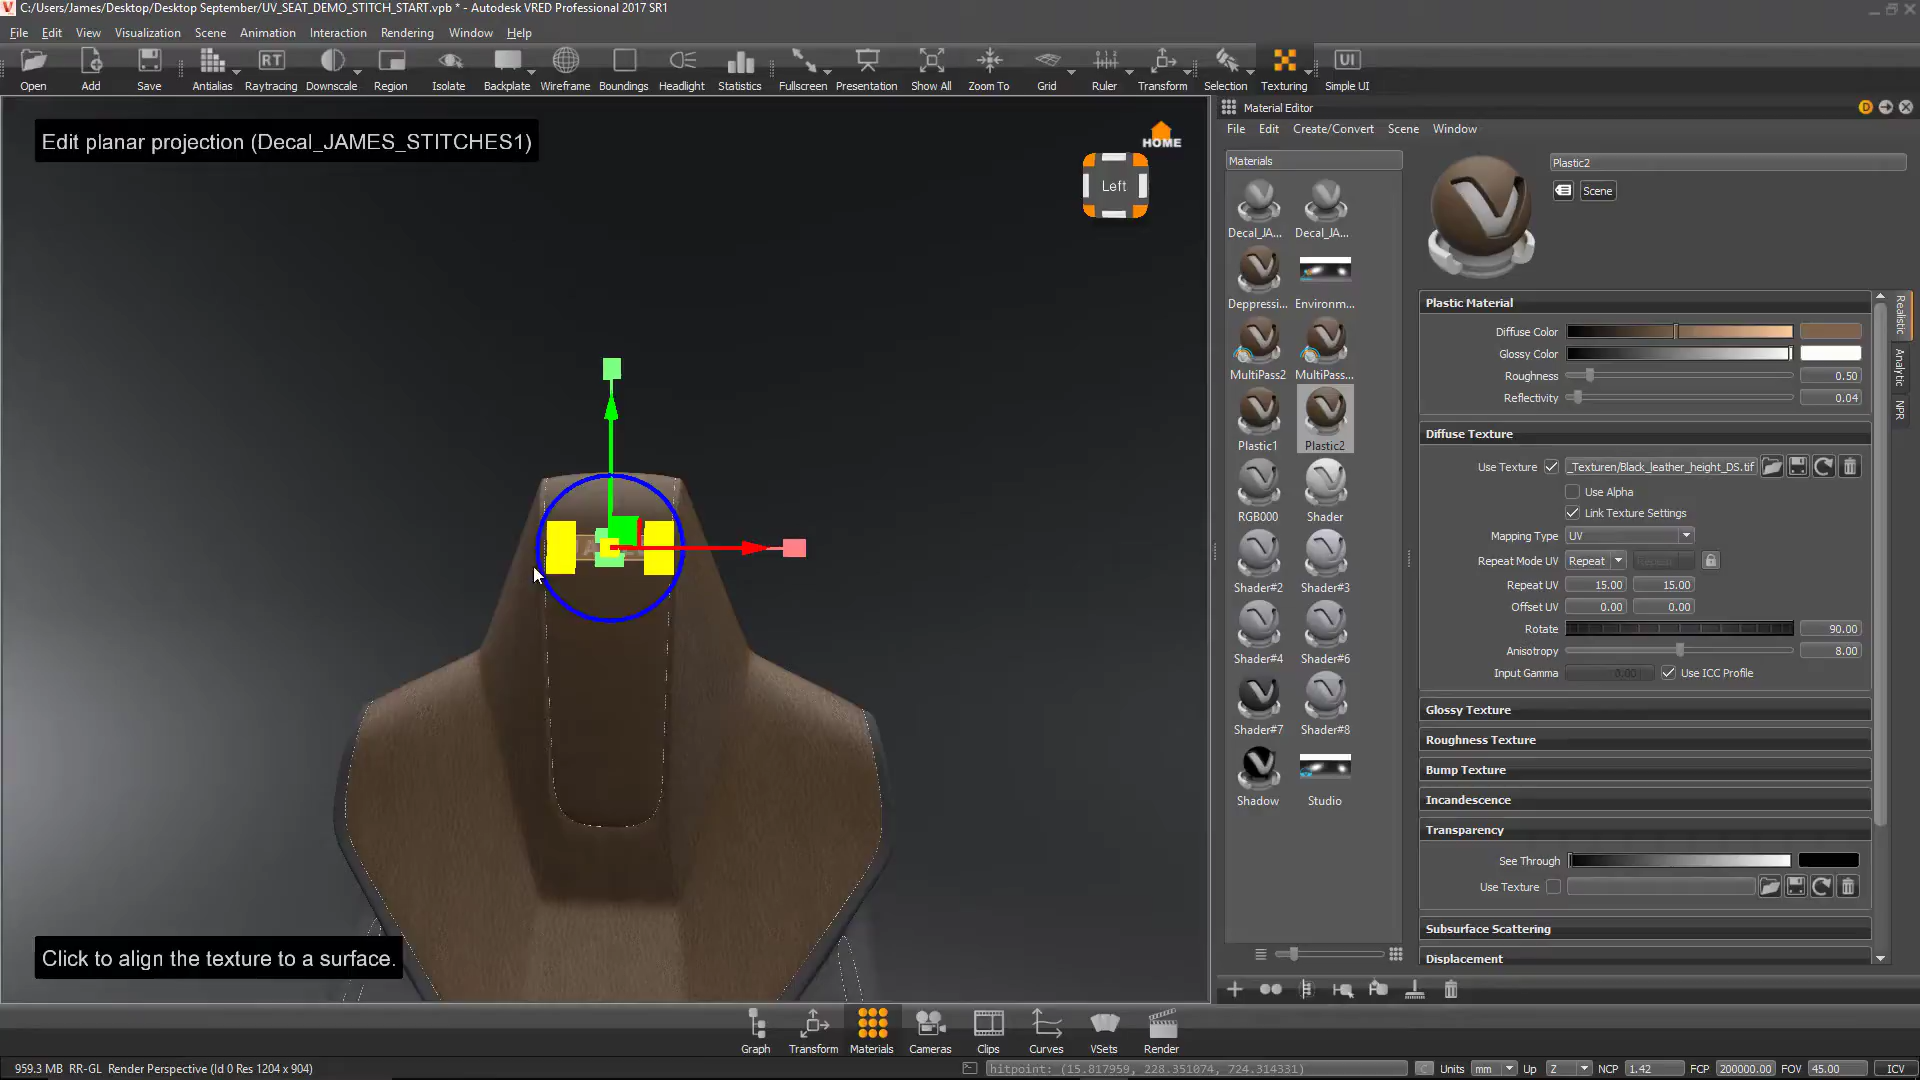 C:/Users/James/Desktop/Desktop September/UV_SEAT_DEMO_STITCH_START.vpb * - Autodesk VRED Professional 2017 SR1
File Edit View Visualization Scene Animation Interaction Rendering Window Help
Open Add Save Antialias Raytracing Downscale Region Isolate Backplate Wireframe Boundings Headlight Statistics Fullscreen Presentation Show All Zoom To Grid Ruler Transform Selection Texturing Simple UI
Edit planar projection (Decal_JAMES_STITCHES1)
HOME
Left
Click to align the texture to a surface.
Material Editor
File Edit Create/Convert Scene Window
Materials
Decal_JA... Decal_JA...
Depressi... Environm...
MultiPass2 MultiPass...
Plastic1 Plastic2
RGB000 Shader
Shader#2 Shader#3
Shader#4 Shader#6
Shader#7 Shader#8
Shadow Studio
Plastic2
Scene
Realistic
Analytic
NPR
Plastic Material
Diffuse Color
Glossy Color
Roughness 0.50
Reflectivity 0.04
Diffuse Texture
Use Texture _Texturen/Black_leather_height_DS.tif
Use Alpha
Link Texture Settings
Mapping Type UV
Repeat Mode UV Repeat Repeat
Repeat UV 15.00 15.00
Offset UV 0.00 0.00
Rotate 90.00
Anisotropy 8.00
Input Gamma 0.00 Use ICC Profile
Glossy Texture
Roughness Texture
Bump Texture
Incandescence
Transparency
See Through
Use Texture
Subsurface Scattering
Displacement
Graph Transform Materials Cameras Clips Curves VSets Render
959.3 MB RR-GL Render Perspective (Id 0 Res 1204 x 904)
hitpoint: (15.817959, 228.351074, 724.314331)
C Units mm Up Z NCP 1.42 FCP 200000.00 FOV 45.00 ICV